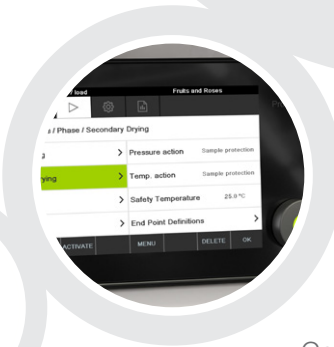 load
Fruits and Roses
/ Phase / Secondary Drying
Pressure action Sample protection
Temp. action Sample protection
Safety Temperature 25.0 °C
End Point Definitions
ACTIVATE MENU DELETE OK